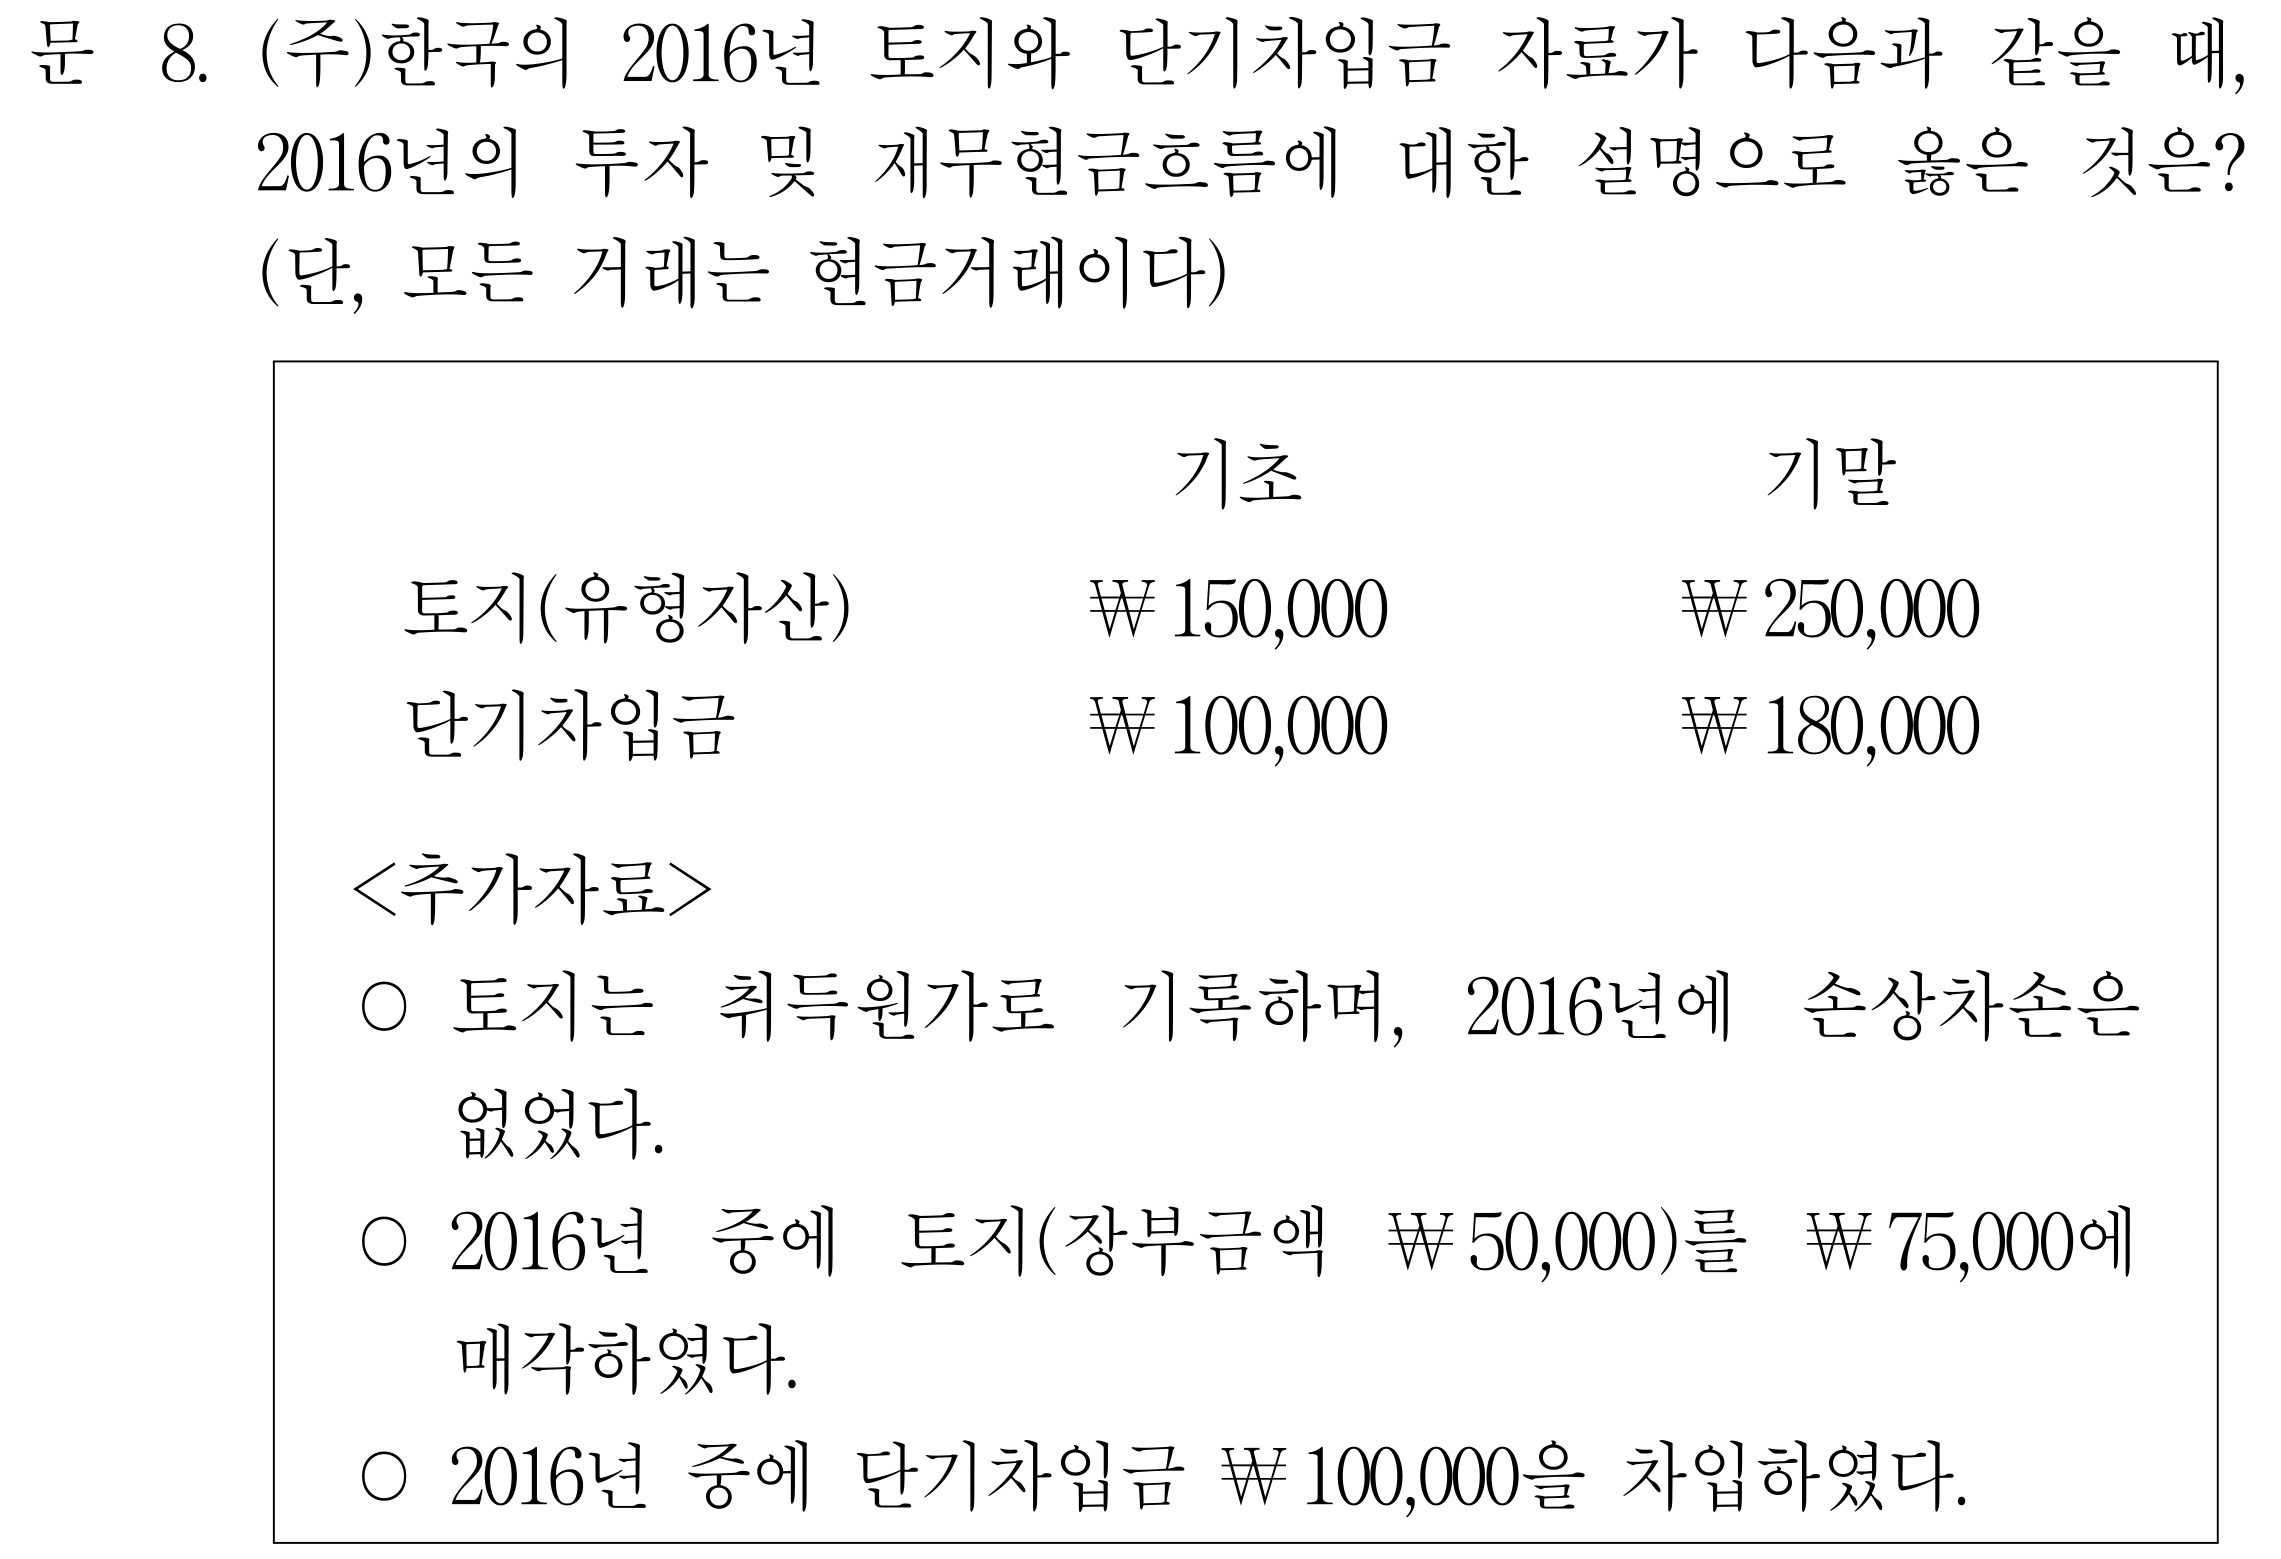 문 8. (주)한국의 2016년 토지와 단기차입금 자료가 다음과 같을 때,
2016년의 투자 및 재무현금흐름에 대한 설명으로 옳은 것은?
(단, 모든 거래는 현금거래이다)
기초 기말
토지(유형자산) ₩150,000 ₩250,000
단기차입금 ₩100,000 ₩180,000
<추가자료>
○ 토지는 취득원가로 기록하며, 2016년에 손상차손은
없었다.
○ 2016년 중에 토지(장부금액 ₩50,000)를 ₩75,000에
매각하였다.
○ 2016년 중에 단기차입금 ₩100,000을 차입하였다.